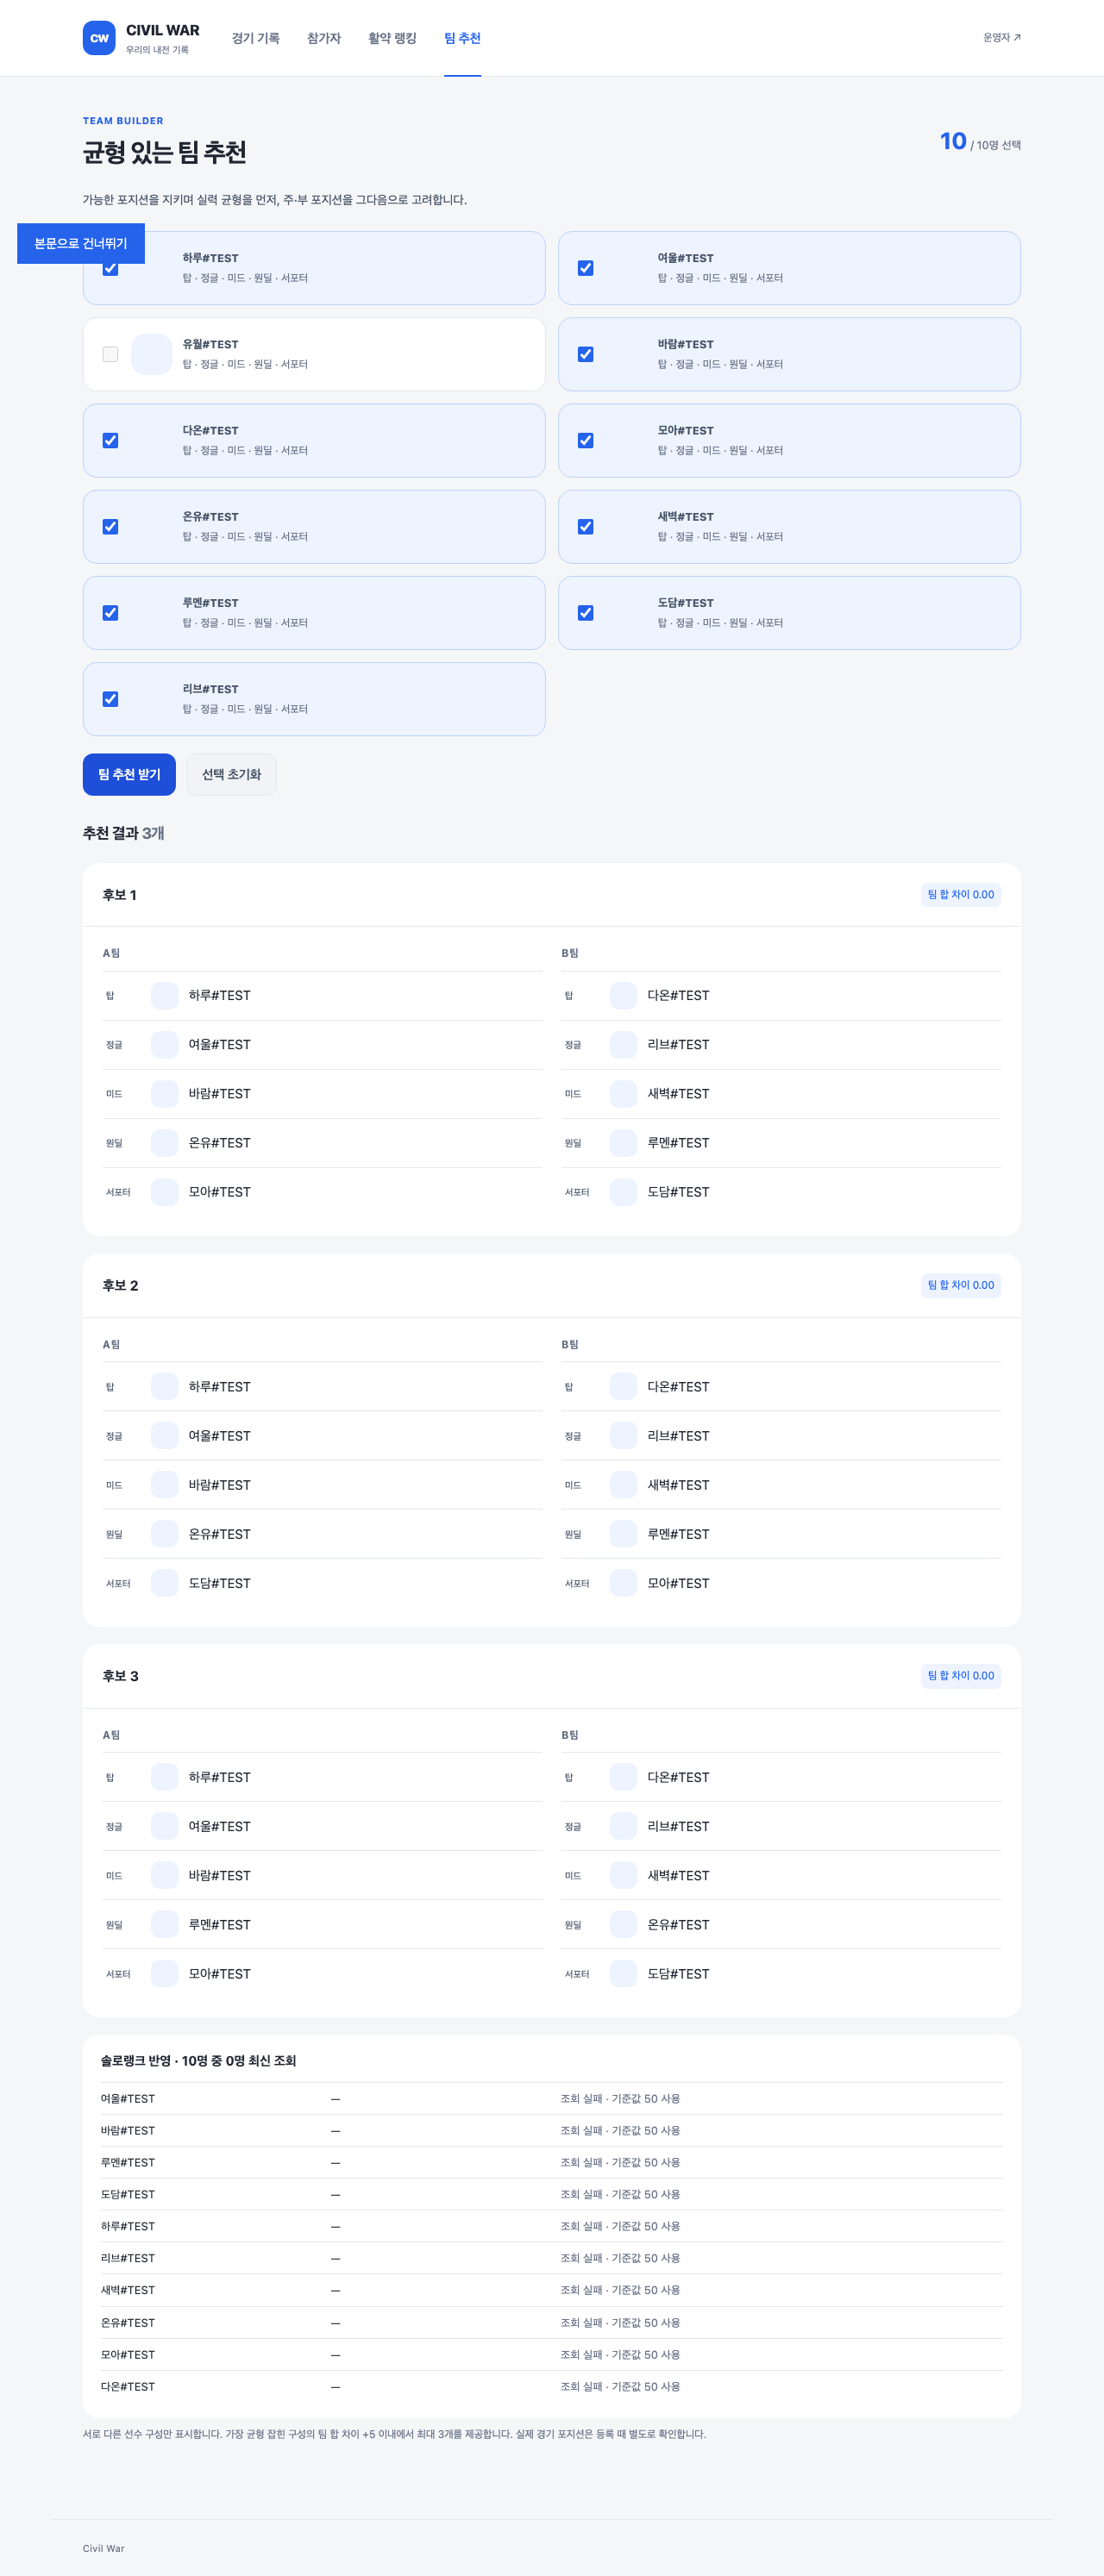 CW
CIVIL WAR
우리의 내전 기록
경기 기록
참가자
활약 랭킹
팀 추천
운영자 ↗
TEAM BUILDER
균형 있는 팀 추천
10 / 10명 선택
가능한 포지션을 지키며 실력 균형을 먼저, 주·부 포지션을 그다음으로 고려합니다.
본문으로 건너뛰기
하루#TEST
탑 · 정글 · 미드 · 원딜 · 서포터
여울#TEST
탑 · 정글 · 미드 · 원딜 · 서포터
유월#TEST
탑 · 정글 · 미드 · 원딜 · 서포터
바람#TEST
탑 · 정글 · 미드 · 원딜 · 서포터
다온#TEST
탑 · 정글 · 미드 · 원딜 · 서포터
모아#TEST
탑 · 정글 · 미드 · 원딜 · 서포터
온유#TEST
탑 · 정글 · 미드 · 원딜 · 서포터
새벽#TEST
탑 · 정글 · 미드 · 원딜 · 서포터
루멘#TEST
탑 · 정글 · 미드 · 원딜 · 서포터
도담#TEST
탑 · 정글 · 미드 · 원딜 · 서포터
리브#TEST
탑 · 정글 · 미드 · 원딜 · 서포터
팀 추천 받기
선택 초기화
추천 결과 3개
후보 1
팀 합 차이 0.00
A팀
탑 하루#TEST
정글 여울#TEST
미드 바람#TEST
원딜 온유#TEST
서포터 모아#TEST
B팀
탑 다온#TEST
정글 리브#TEST
미드 새벽#TEST
원딜 루멘#TEST
서포터 도담#TEST
후보 2
팀 합 차이 0.00
A팀
탑 하루#TEST
정글 여울#TEST
미드 바람#TEST
원딜 온유#TEST
서포터 도담#TEST
B팀
탑 다온#TEST
정글 리브#TEST
미드 새벽#TEST
원딜 루멘#TEST
서포터 모아#TEST
후보 3
팀 합 차이 0.00
A팀
탑 하루#TEST
정글 여울#TEST
미드 바람#TEST
원딜 루멘#TEST
서포터 모아#TEST
B팀
탑 다온#TEST
정글 리브#TEST
미드 새벽#TEST
원딜 온유#TEST
서포터 도담#TEST
솔로랭크 반영 · 10명 중 0명 최신 조회
여울#TEST — 조회 실패 · 기준값 50 사용
바람#TEST — 조회 실패 · 기준값 50 사용
루멘#TEST — 조회 실패 · 기준값 50 사용
도담#TEST — 조회 실패 · 기준값 50 사용
하루#TEST — 조회 실패 · 기준값 50 사용
리브#TEST — 조회 실패 · 기준값 50 사용
새벽#TEST — 조회 실패 · 기준값 50 사용
온유#TEST — 조회 실패 · 기준값 50 사용
모아#TEST — 조회 실패 · 기준값 50 사용
다온#TEST — 조회 실패 · 기준값 50 사용
서로 다른 선수 구성만 표시합니다. 가장 균형 잡힌 구성의 팀 합 차이 +5 이내에서 최대 3개를 제공합니다. 실제 경기 포지션은 등록 때 별도로 확인합니다.
Civil War